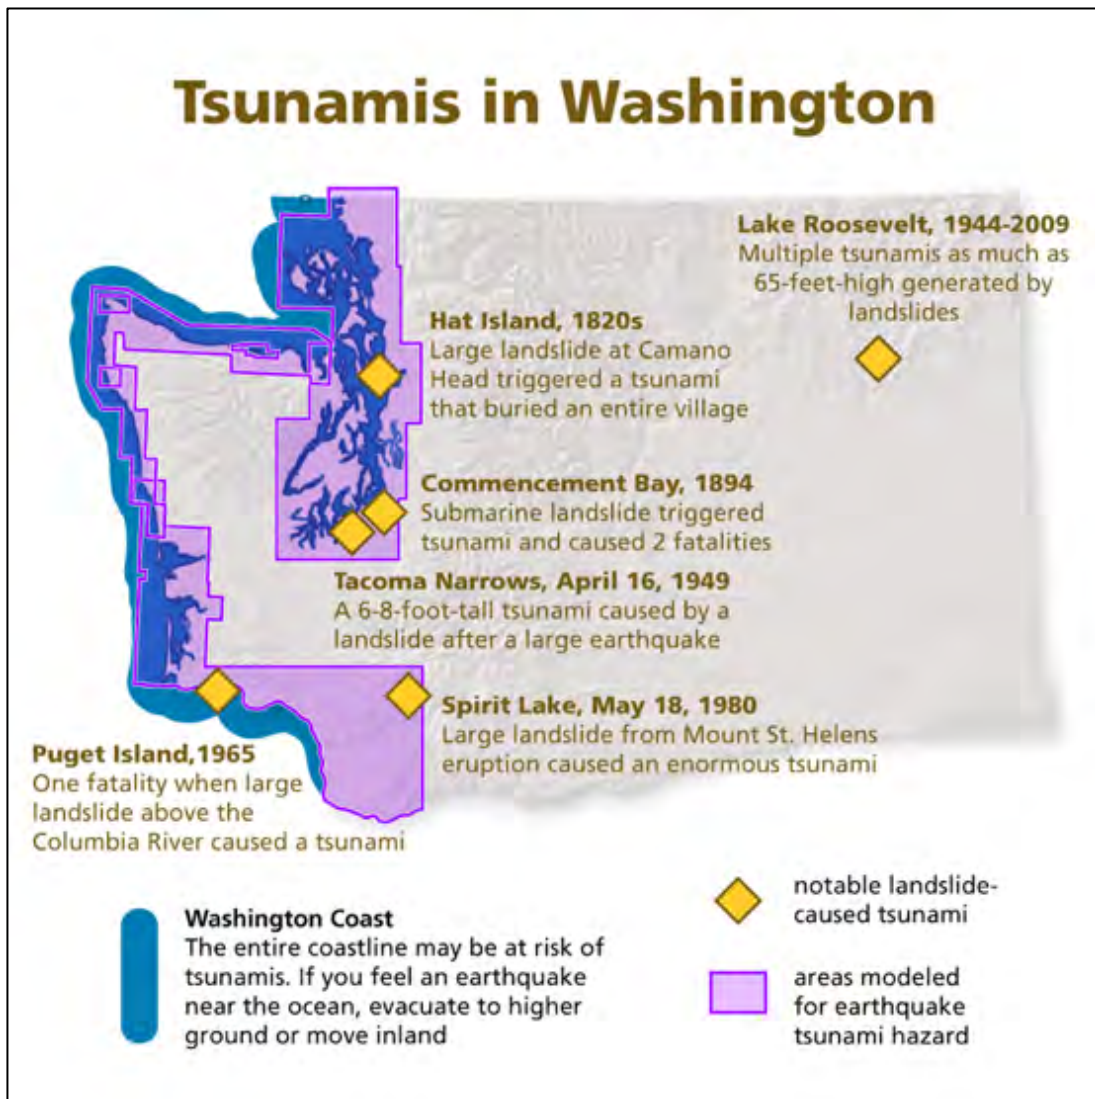 Tsunamis in Washington
Lake Roosevelt, 1944-2009
Multiple tsunamis as much as
65-feet-high generated by
landslides
Hat Island, 1820s
Large landslide at Camano
Head triggered a tsunami
that buried an entire village
Commencement Bay, 1894
Submarine landslide triggered
tsunami and caused 2 fatalities
Tacoma Narrows, April 16, 1949
A 6-8-foot-tall tsunami caused by a
landslide after a large earthquake
Spirit Lake, May 18, 1980
Large landslide from Mount St. Helens
eruption caused an enormous tsunami
Puget Island,1965
One fatality when large
landslide above the
Columbia River caused a tsunami
Washington Coast
The entire coastline may be at risk of
tsunamis. If you feel an earthquake
near the ocean, evacuate to higher
ground or move inland
notable landslide-
caused tsunami
areas modeled
for earthquake
tsunami hazard